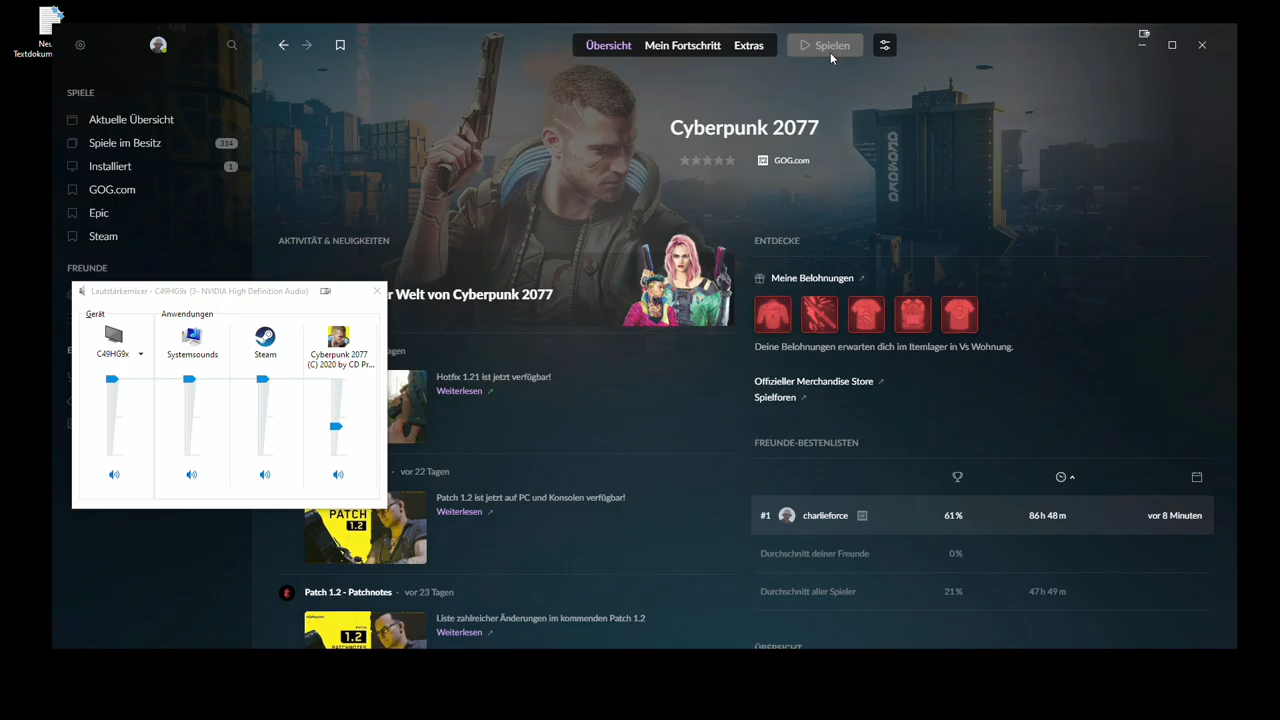 Neu
Textdokum
Übersicht
Mein Fortschritt
Extras
Spielen
SPIELE
Aktuelle Übersicht
Spiele im Besitz
314
Installiert
1
GOG.com
Epic
Steam
FREUNDE
Cyberpunk 2077
GOG.com
AKTIVITÄT & NEUIGKEITEN
r Welt von Cyberpunk 2077
agen
Hotfix 1.21 ist jetzt verfügbar!
Weiterlesen
vor 22 Tagen
Patch 1.2 ist jetzt auf PC und Konsolen verfügbar!
Weiterlesen
PATCH
1.2
Patch 1.2 - Patchnotes
vor 23 Tagen
Liste zahlreicher Änderungen im kommenden Patch 1.2
Weiterlesen
PATCH
1.2
Lautstärkemixer - C49HG9x (3- NVIDIA High Definition Audio)
Gerät
Anwendungen
C49HG9x
Systemsounds
Steam
Cyberpunk 2077
(C) 2020 by CD Pr...
ENTDECKE
Meine Belohnungen
Deine Belohnungen erwarten dich im Itemlager in Vs Wohnung.
Offizieller Merchandise Store
Spielforen
FREUNDE-BESTENLISTEN
#1 charlieforce 61% 86 h 48 m vor 8 Minuten
Durchschnitt deiner Freunde 0%
Durchschnitt aller Spieler 21% 47 h 49 m
ÜBERSICHT